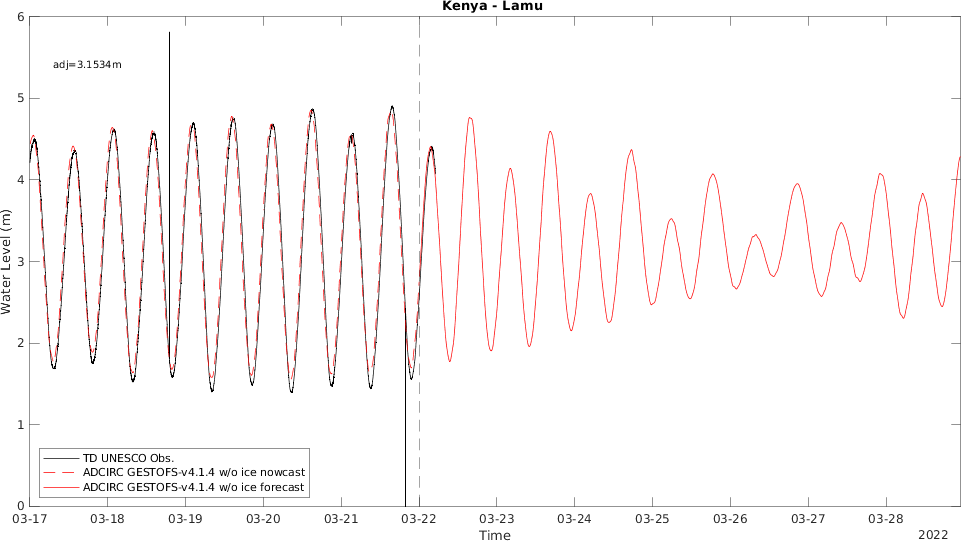 Kenya - Lamu
6
adj=3.1534m
5
4
3
2
1
0
Water Level (m)
TD UNESCO Obs.
ADCIRC GESTOFS-v4.1.4 w/o ice nowcast
ADCIRC GESTOFS-v4.1.4 w/o ice forecast
03-17 03-18 03-19 03-20 03-21 03-22 03-23 03-24 03-25 03-26 03-27 03-28
Time
2022